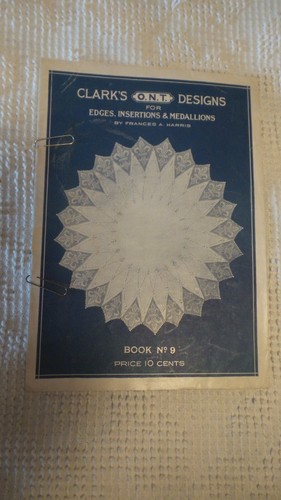 CLARK'S O.N.T. DESIGNS
FOR
EDGES, INSERTIONS & MEDALLIONS
BY FRANCES A. HARRIS
BOOK Nº 9
PRICE 10 CENTS